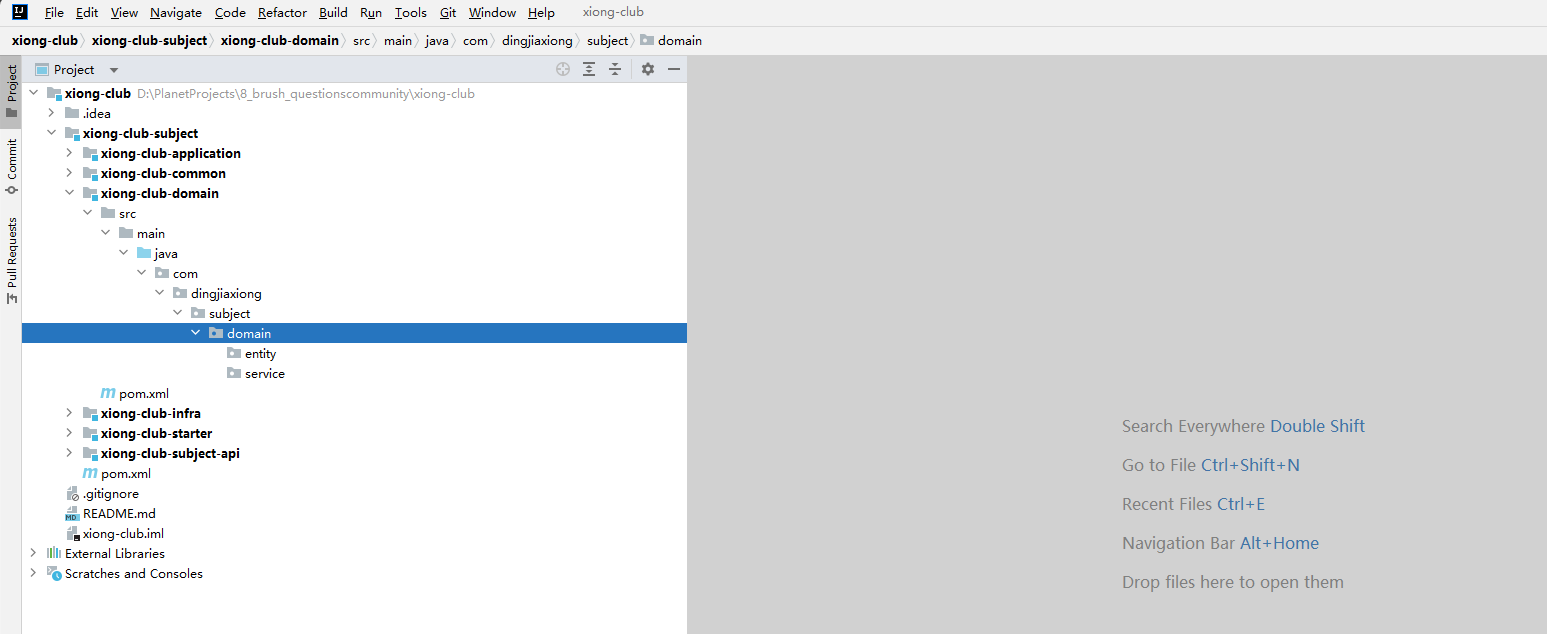 File Edit View Navigate Code Refactor Build Run Tools Git Window Help xiong-club
xiong-club xiong-club-subject xiong-club-domain src main java com dingjiaxiong subject domain
Project
Project
Commit
Pull Requests
xiong-club D:\PlanetProjects\8_brush_questionscommunity\xiong-club
.idea
xiong-club-subject
xiong-club-application
xiong-club-common
xiong-club-domain
src
main
java
com
dingjiaxiong
subject
domain
entity
service
pom.xml
xiong-club-infra
xiong-club-starter
xiong-club-subject-api
pom.xml
.gitignore
README.md
xiong-club.iml
External Libraries
Scratches and Consoles
Search Everywhere Double Shift
Go to File Ctrl+Shift+N
Recent Files Ctrl+E
Navigation Bar Alt+Home
Drop files here to open them